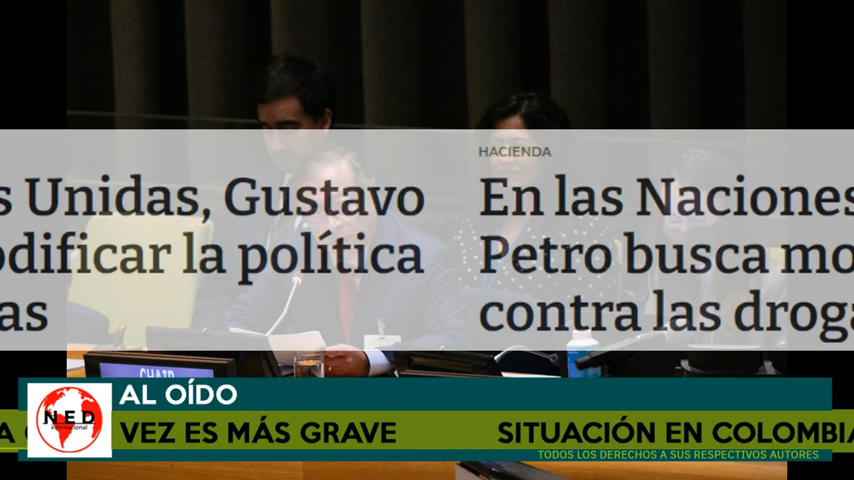 HACIENDA
s Unidas, Gustavo
odificar la política
as
En las Naciones
Petro busca mo
contra las droga
CHAIR
NED
internacional
AL OÍDO
VEZ ES MÁS GRAVE
SITUACIÓN EN COLOMBIA
TODOS LOS DERECHOS A SUS RESPECTIVOS AUTORES